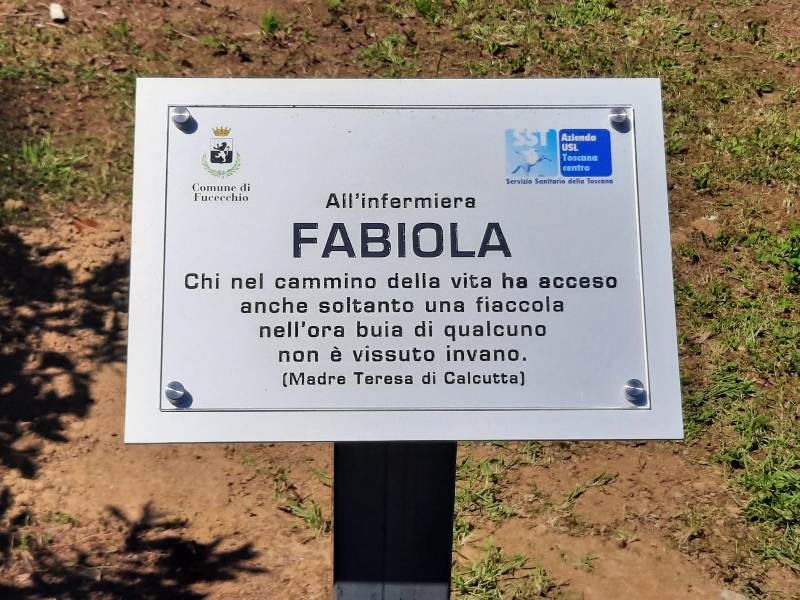 Comune di
Fucecchio
SST
Azienda
USL
Toscana
centro
Servizio Sanitario della Toscana
All'infermiera
FABIOLA
Chi nel cammino della vita ha acceso
anche soltanto una fiaccola
nell'ora buia di qualcuno
non è vissuto invano.
(Madre Teresa di Calcutta)